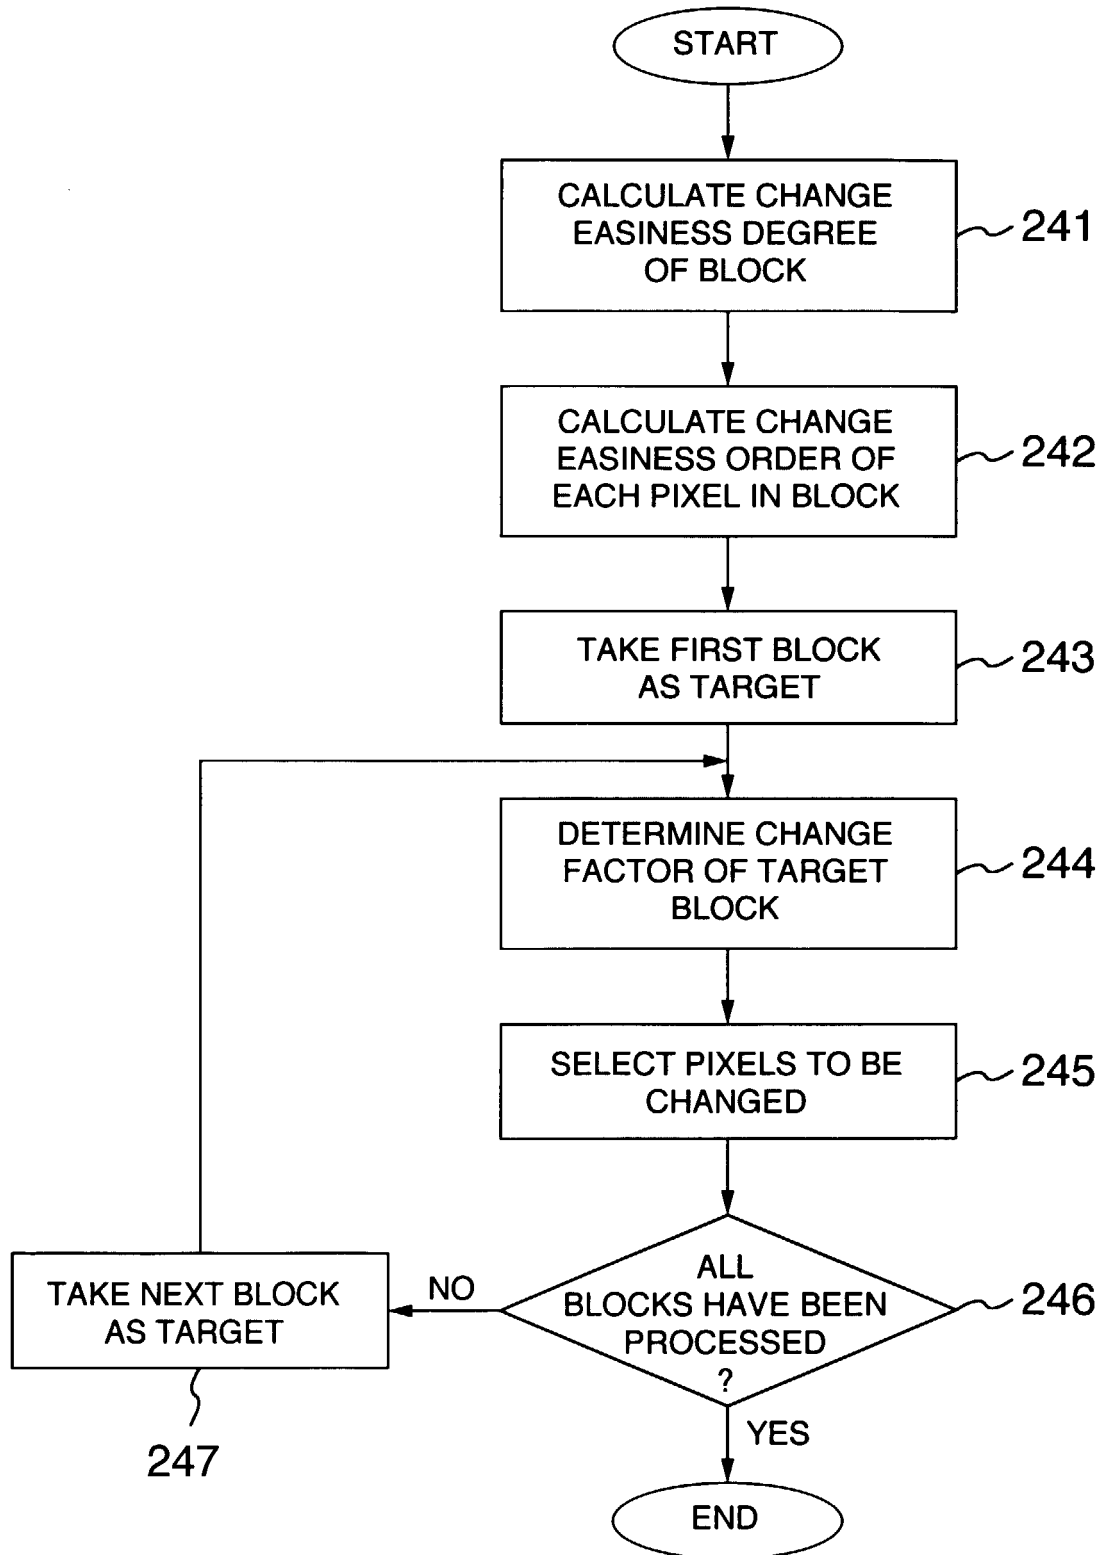 START
CALCULATE CHANGE
EASINESS DEGREE
OF BLOCK
241
CALCULATE CHANGE
EASINESS ORDER OF
EACH PIXEL IN BLOCK
242
TAKE FIRST BLOCK
AS TARGET
243
DETERMINE CHANGE
FACTOR OF TARGET
BLOCK
244
SELECT PIXELS TO BE
CHANGED
245
ALL
BLOCKS HAVE BEEN
PROCESSED
?
246
NO
TAKE NEXT BLOCK
AS TARGET
247
YES
END